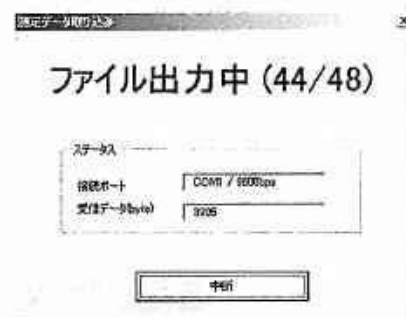 測定データ取り込み
ファイル出力中 (44/48)
ステータス
接続ポート
COM1 / 9600bps
受信データ(byte)
3206
中断